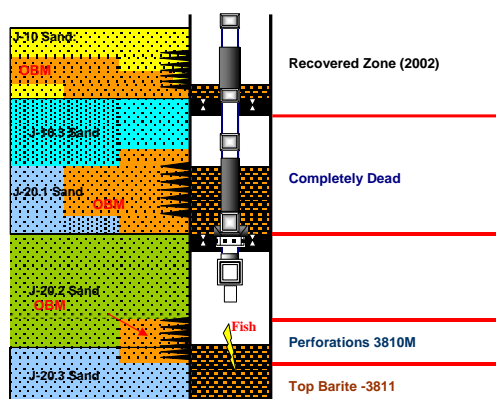 J-10 Sand
OBM
Recovered Zone (2002)
J-10.3 Sand
J-20.1 Sand
OBM
Completely Dead
J-20.2 Sand
OBM
Fish
Perforations 3810M
J-20.3 Sand
Top Barite -3811